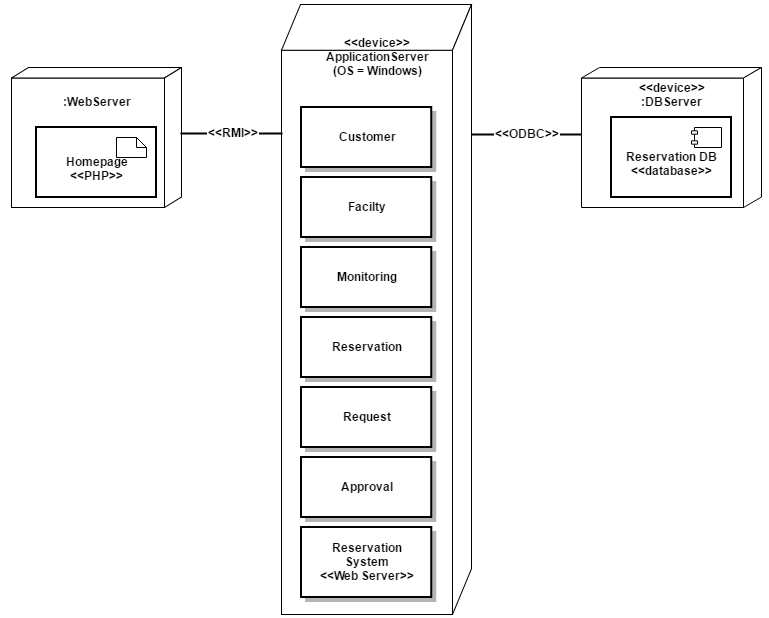 :WebServer
Homepage
<<PHP>>
<<RMI>>
<<device>>
ApplicationServer
(OS = Windows)
Customer
Facilty
Monitoring
Reservation
Request
Approval
Reservation
System
<<Web Server>>
<<ODBC>>
<<device>>
:DBServer
Reservation DB
<<database>>